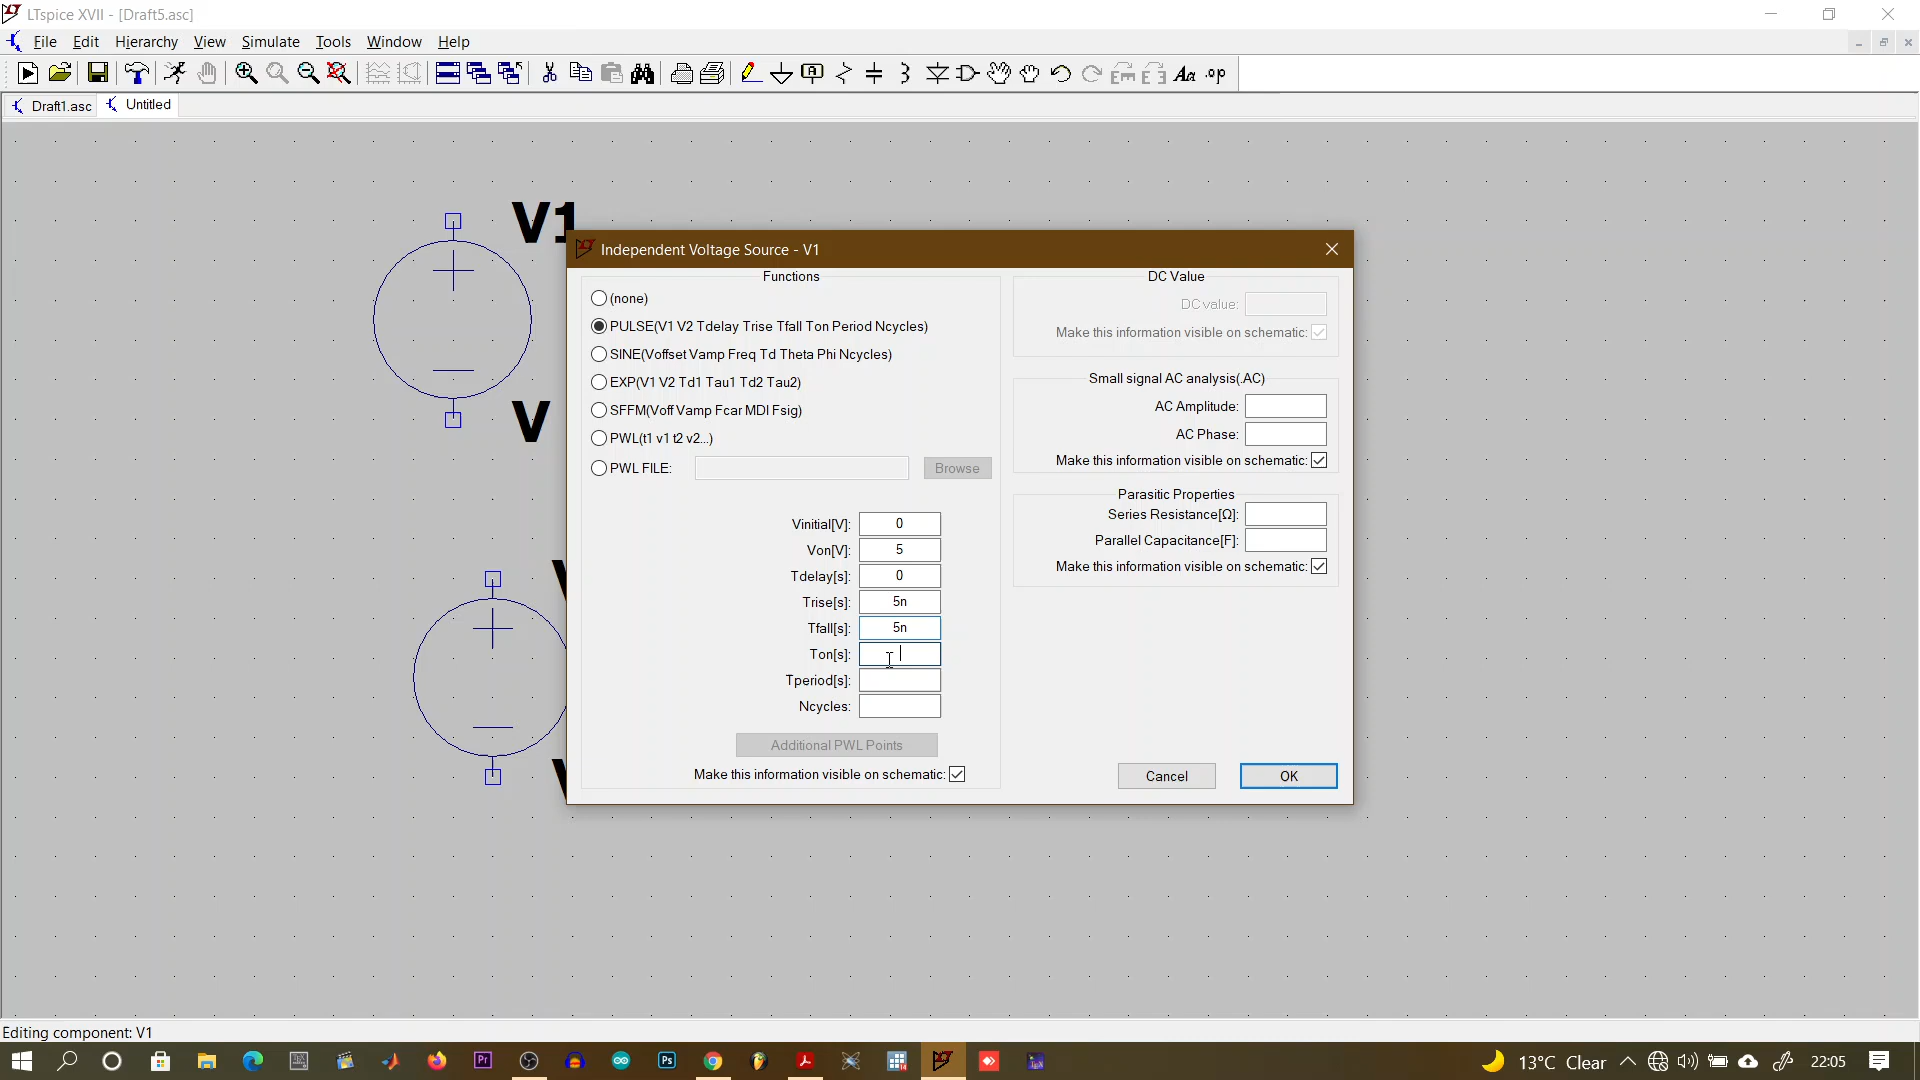 LTspice XVII - [Draft5.asc]
File Edit Hierarchy View Simulate Tools Window Help
Draft1.asc Untitled
V1
V
Independent Voltage Source - V1
Functions
(none)
PULSE(V1 V2 Tdelay Trise Tfall Ton Period Ncycles)
SINE(Voffset Vamp Freq Td Theta Phi Ncycles)
EXP(V1 V2 Td1 Tau1 Td2 Tau2)
SFFM(Voff Vamp Fcar MDI Fsig)
PWL(t1 v1 t2 v2...)
PWL FILE: Browse
Vinitial[V]: 0
Von[V]: 5
Tdelay[s]: 0
Trise[s]: 5n
Tfall[s]: 5n
Ton[s]:
Tperiod[s]:
Ncycles:
Additional PWL Points
Make this information visible on schematic:
DC Value
DC value:
Make this information visible on schematic:
Small signal AC analysis(.AC)
AC Amplitude:
AC Phase:
Make this information visible on schematic:
Parasitic Properties
Series Resistance[Ω]:
Parallel Capacitance[F]:
Make this information visible on schematic:
Cancel OK
Editing component: V1
13°C Clear 22:05